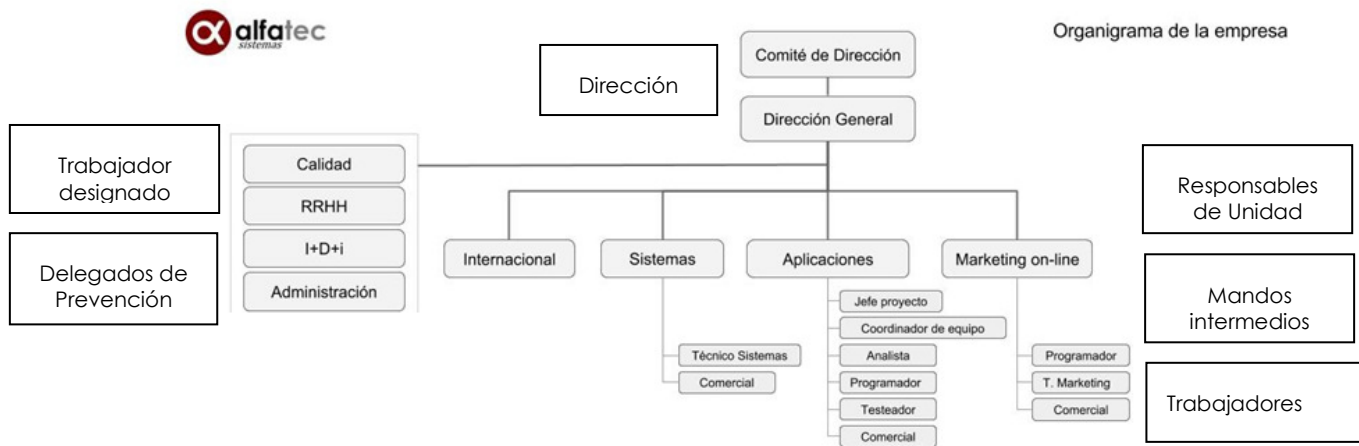 alfatec
sistemas
Organigrama de la empresa
Comité de Dirección
Dirección
Dirección General
Trabajador
designado
Calidad
RRHH
I+D+i
Administración
Delegados de
Prevención
Responsables
de Unidad
Internacional
Sistemas
Aplicaciones
Marketing on-line
Mandos
intermedios
Técnico Sistemas
Comercial
Jefe proyecto
Coordinador de equipo
Analista
Programador
Testeador
Comercial
Programador
T. Marketing
Comercial
Trabajadores